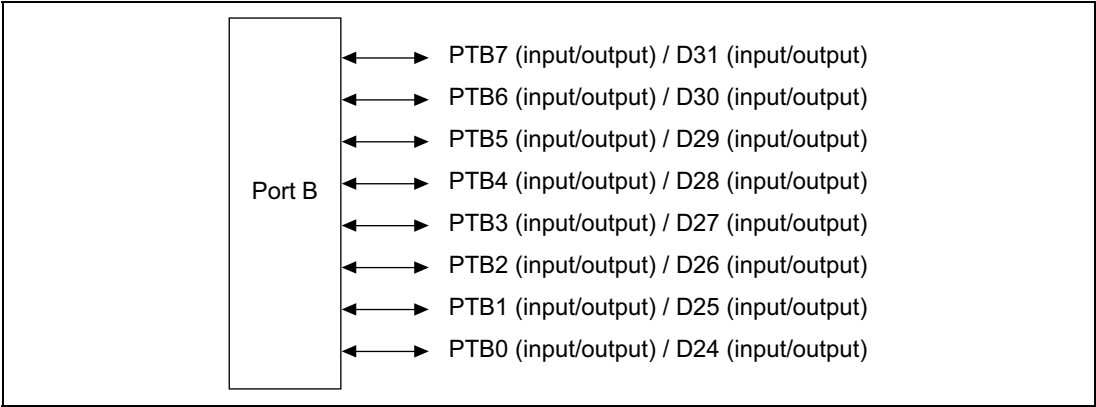 PTB7 (input/output) / D31 (input/output)
PTB6 (input/output) / D30 (input/output)
PTB5 (input/output) / D29 (input/output)
PTB4 (input/output) / D28 (input/output)
Port B
PTB3 (input/output) / D27 (input/output)
PTB2 (input/output) / D26 (input/output)
PTB1 (input/output) / D25 (input/output)
PTB0 (input/output) / D24 (input/output)